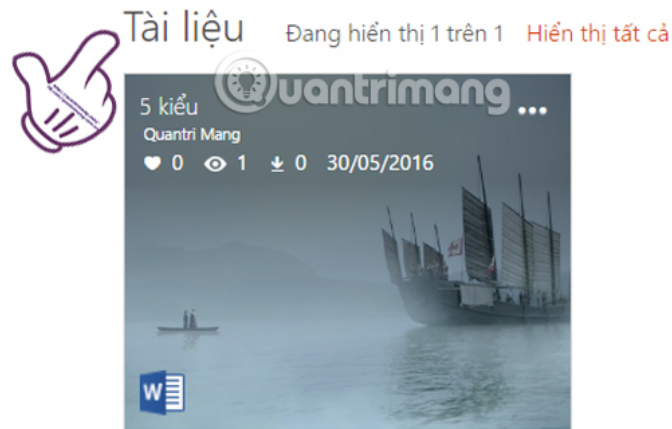 Tài liệu Đang hiển thị 1 trên 1 Hiển thị tất cả
Quantrimang
5 kiểu
Quantri Mang
0 1 0 30/05/2016
W